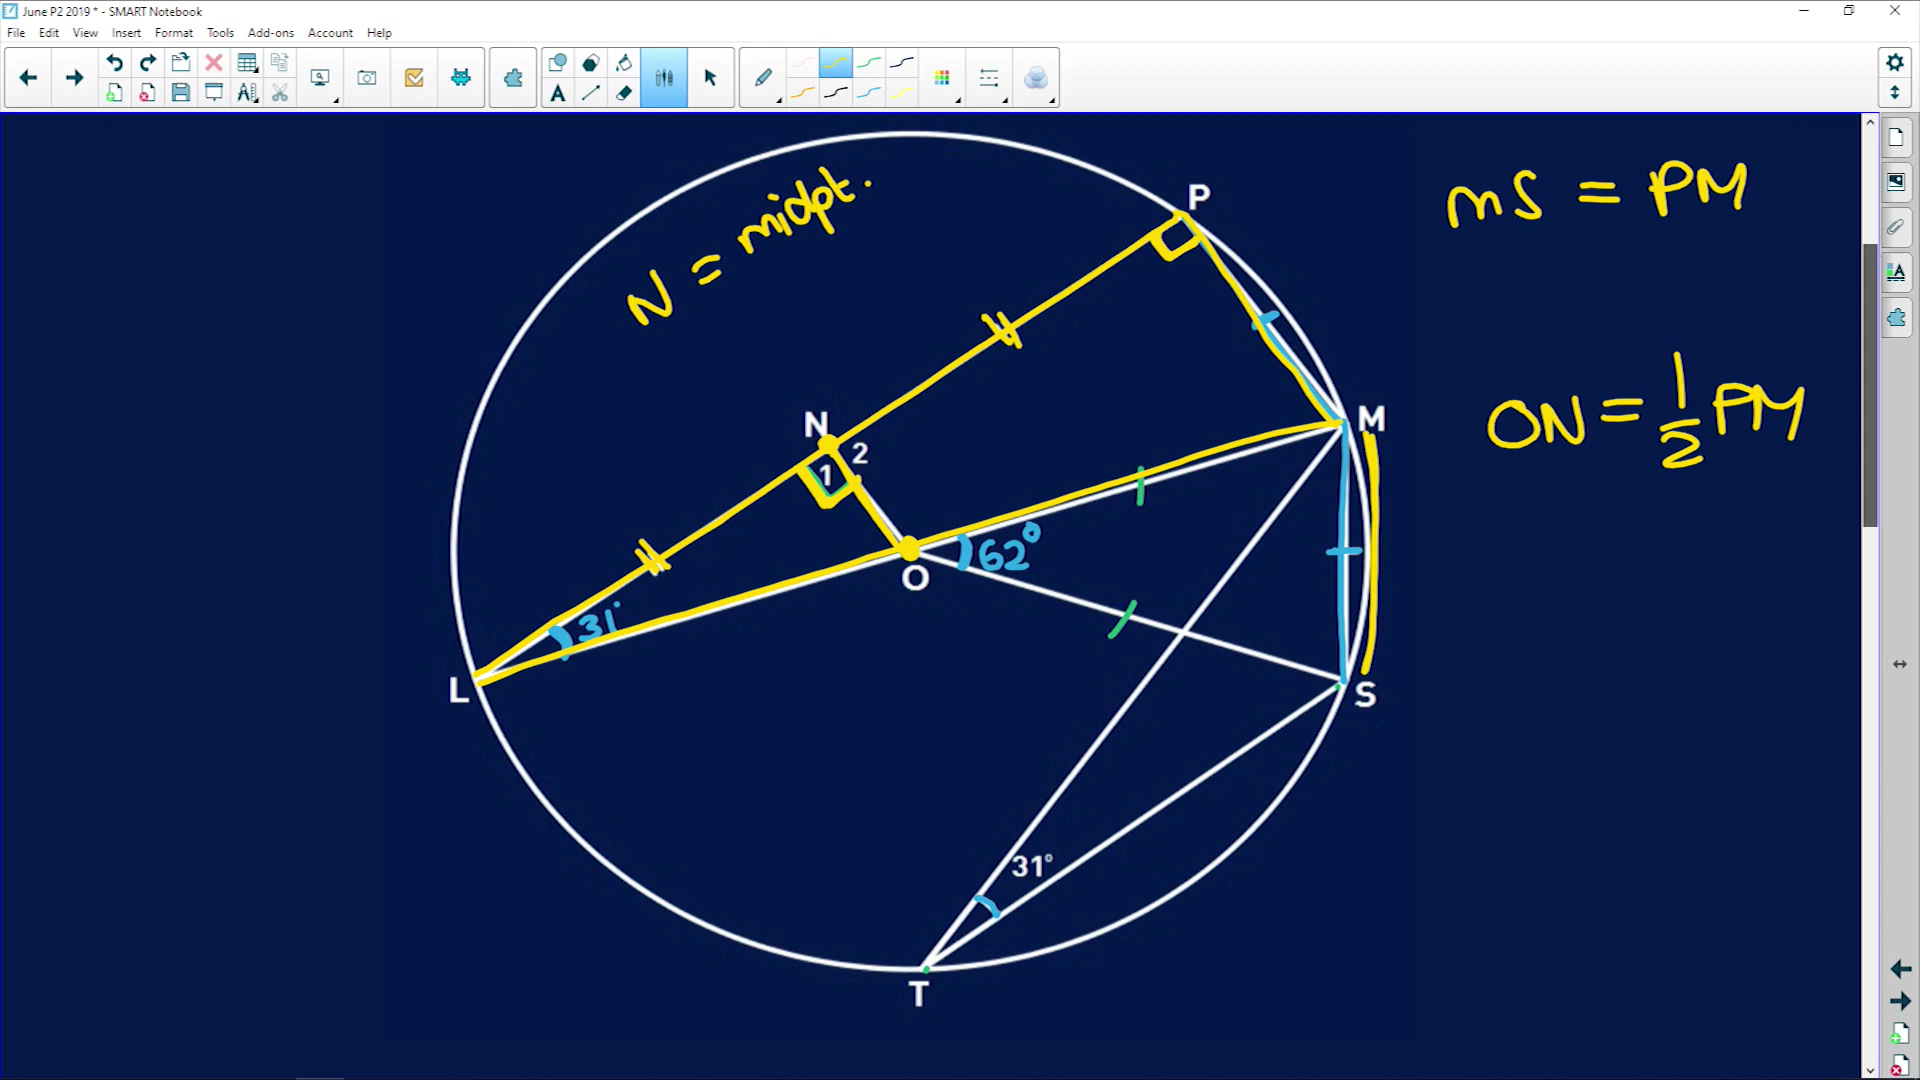 June P2 2019 * - SMART Notebook
File Edit View Insert Format Tools Add-ons Account Help
P
mS = PM
N = midpt.
ON = 1/2 PM
N
2
1
M
62°
O
31°
L
S
31°
T